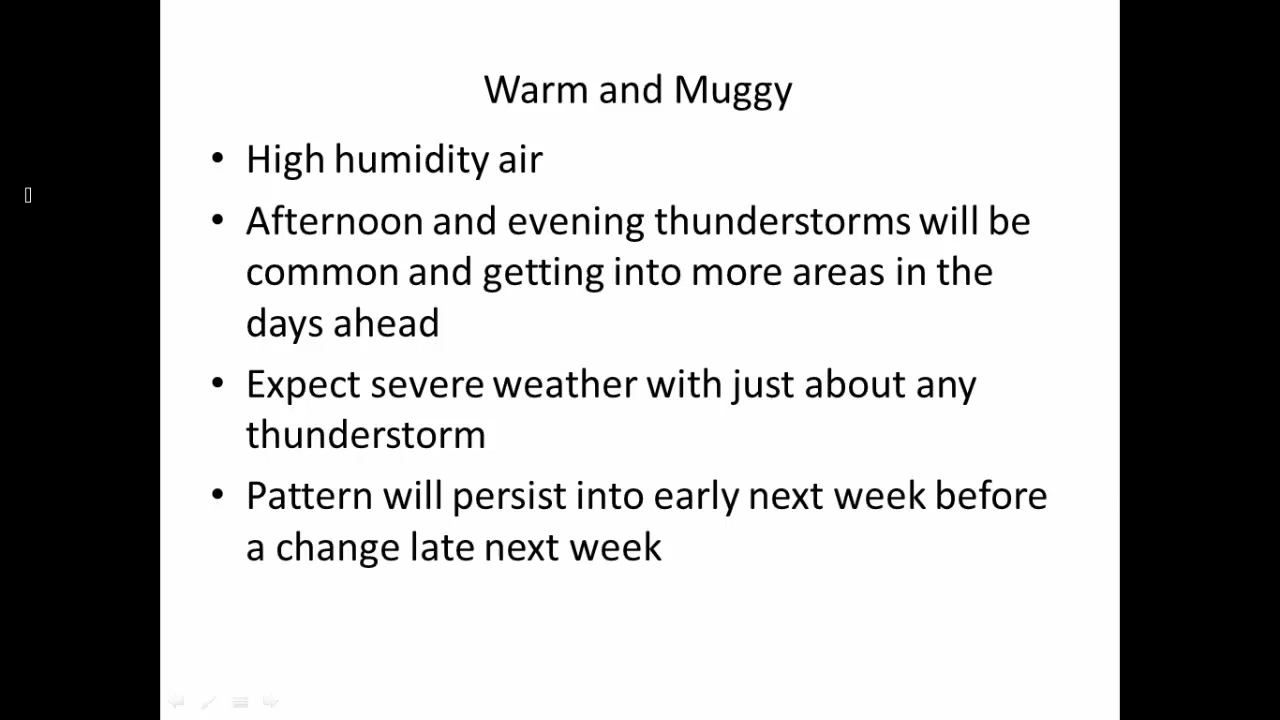 Warm and Muggy
• High humidity air
• Afternoon and evening thunderstorms will be
common and getting into more areas in the
days ahead
• Expect severe weather with just about any
thunderstorm
• Pattern will persist into early next week before
a change late next week